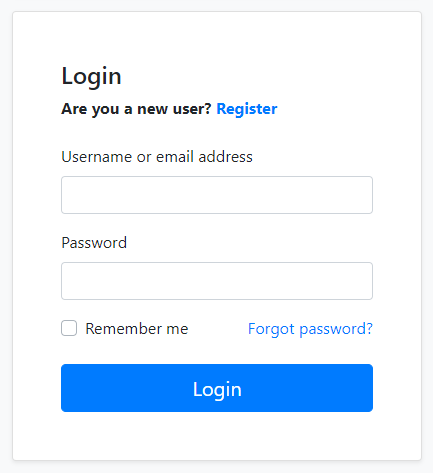 Login
Are you a new user? Register
Username or email address
Password
Remember me Forgot password?
Login